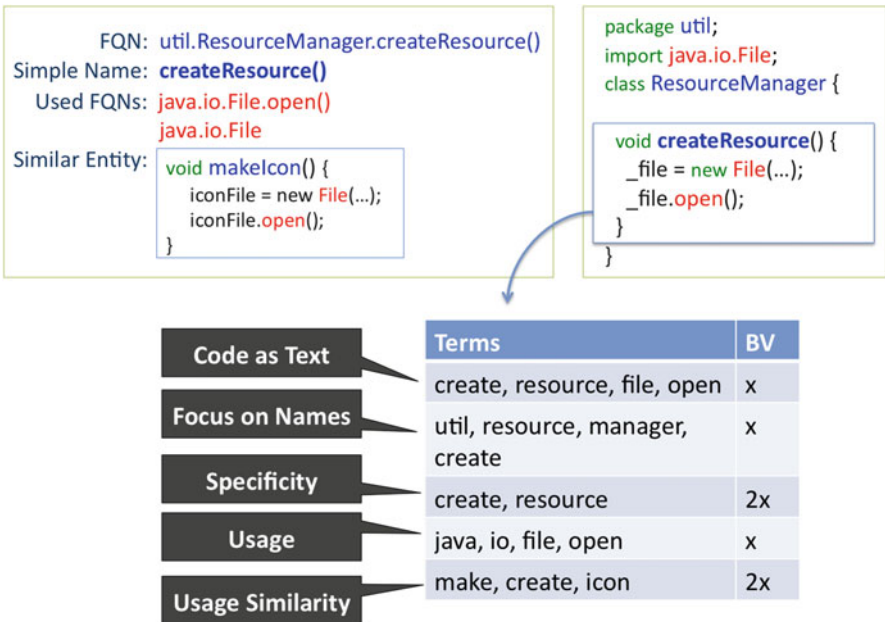 FQN: util.ResourceManager.createResource()
Simple Name: createResource()
Used FQNs: java.io.File.open()
java.io.File
Similar Entity:
void makeIcon() {
iconFile = new File(...);
iconFile.open();
}
package util;
import java.io.File;
class ResourceManager {
void createResource() {
_file = new File(...);
_file.open();
}
}
Terms BV
Code as Text create, resource, file, open x
Focus on Names util, resource, manager, x
create
Specificity create, resource 2x
Usage java, io, file, open x
Usage Similarity make, create, icon 2x